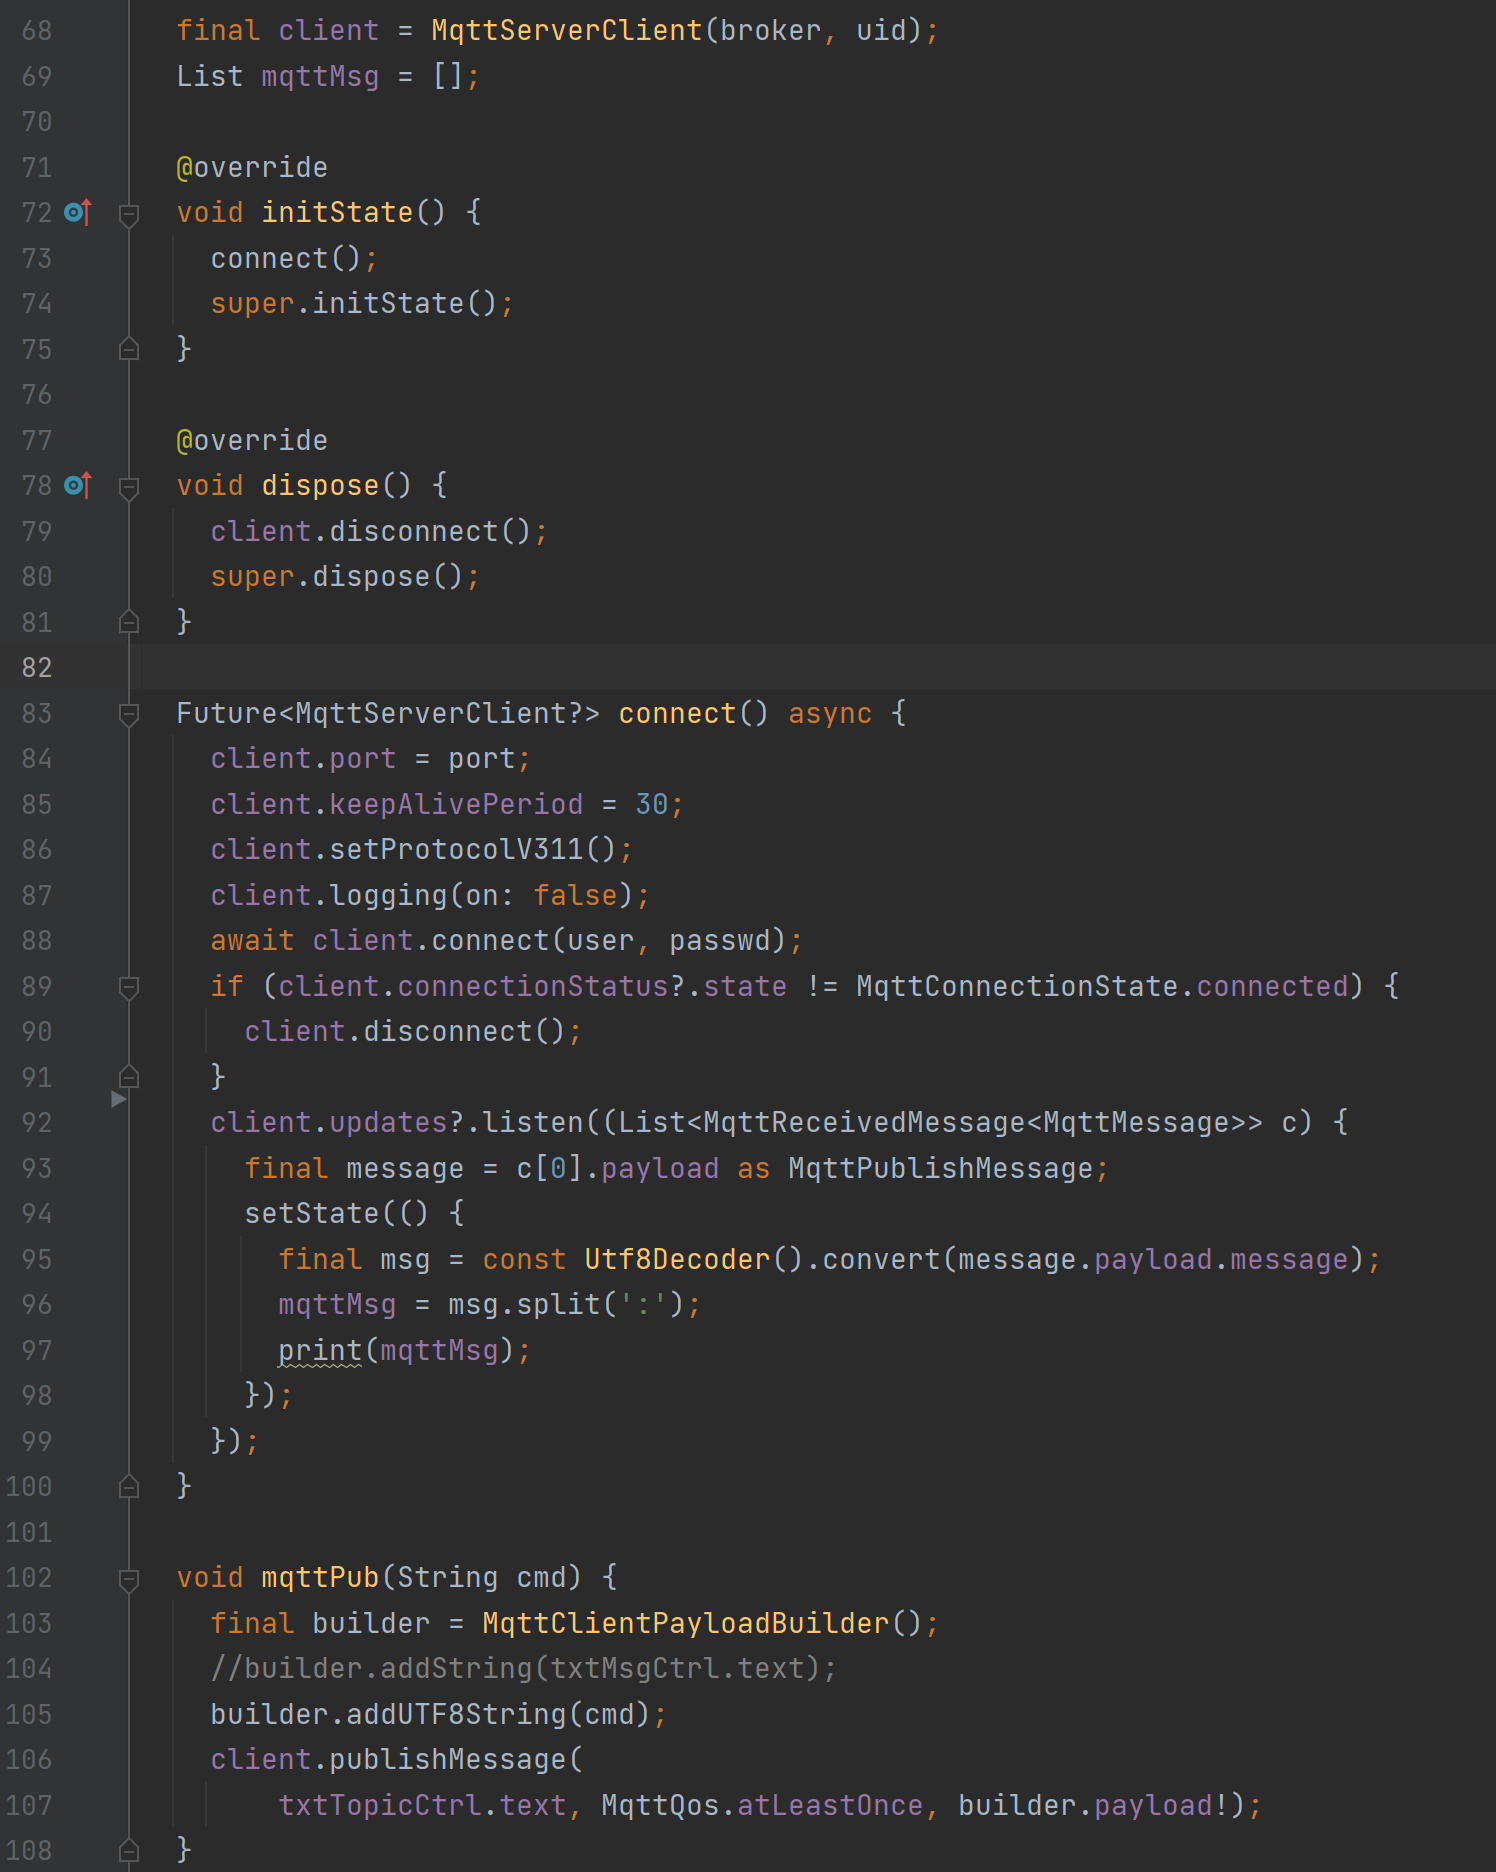 68 final client = MqttServerClient(broker, uid);
69 List mqttMsg = [];
70
71 @override
72 void initState() {
73 connect();
74 super.initState();
75 }
76
77 @override
78 void dispose() {
79 client.disconnect();
80 super.dispose();
81 }
82
83 Future<MqttServerClient?> connect() async {
84 client.port = port;
85 client.keepAlivePeriod = 30;
86 client.setProtocolV311();
87 client.logging(on: false);
88 await client.connect(user, passwd);
89 if (client.connectionStatus?.state != MqttConnectionState.connected) {
90 client.disconnect();
91 }
92 client.updates?.listen((List<MqttReceivedMessage<MqttMessage>> c) {
93 final message = c[0].payload as MqttPublishMessage;
94 setState(() {
95 final msg = const Utf8Decoder().convert(message.payload.message);
96 mqttMsg = msg.split(':');
97 print(mqttMsg);
98 });
99 });
100 }
101
102 void mqttPub(String cmd) {
103 final builder = MqttClientPayloadBuilder();
104 //builder.addString(txtMsgCtrl.text);
105 builder.addUTF8String(cmd);
106 client.publishMessage(
107 txtTopicCtrl.text, MqttQos.atLeastOnce, builder.payload!);
108 }